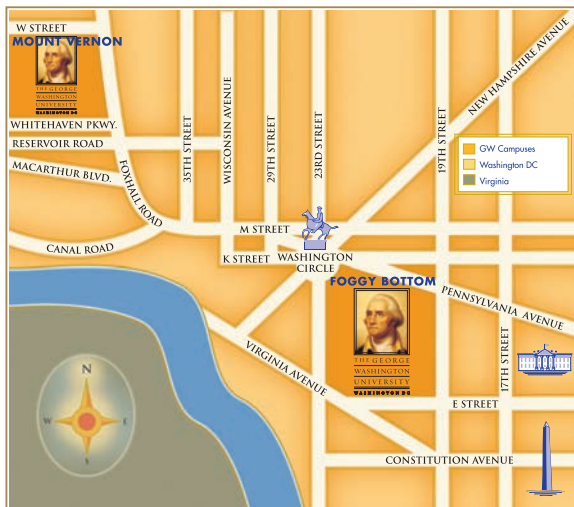 W STREET
MOUNT VERNON
THE GEORGE
WASHINGTON
UNIVERSITY
WASHINGTON DC
WHITEHAVEN PKWY.
RESERVOIR ROAD
MACARTHUR BLVD.
FOXHALL ROAD
CANAL ROAD
35TH STREET
WISCONSIN AVENUE
29TH STREET
23RD STREET
19TH STREET
NEW HAMPSHIRE AVENUE
GW Campuses
Washington DC
Virginia
M STREET
K STREET
WASHINGTON
CIRCLE
FOGGY BOTTOM
THE GEORGE
WASHINGTON
UNIVERSITY
WASHINGTON DC
PENNSYLVANIA AVENUE
17TH STREET
VIRGINIA AVENUE
E STREET
CONSTITUTION AVENUE
N
W
E
S